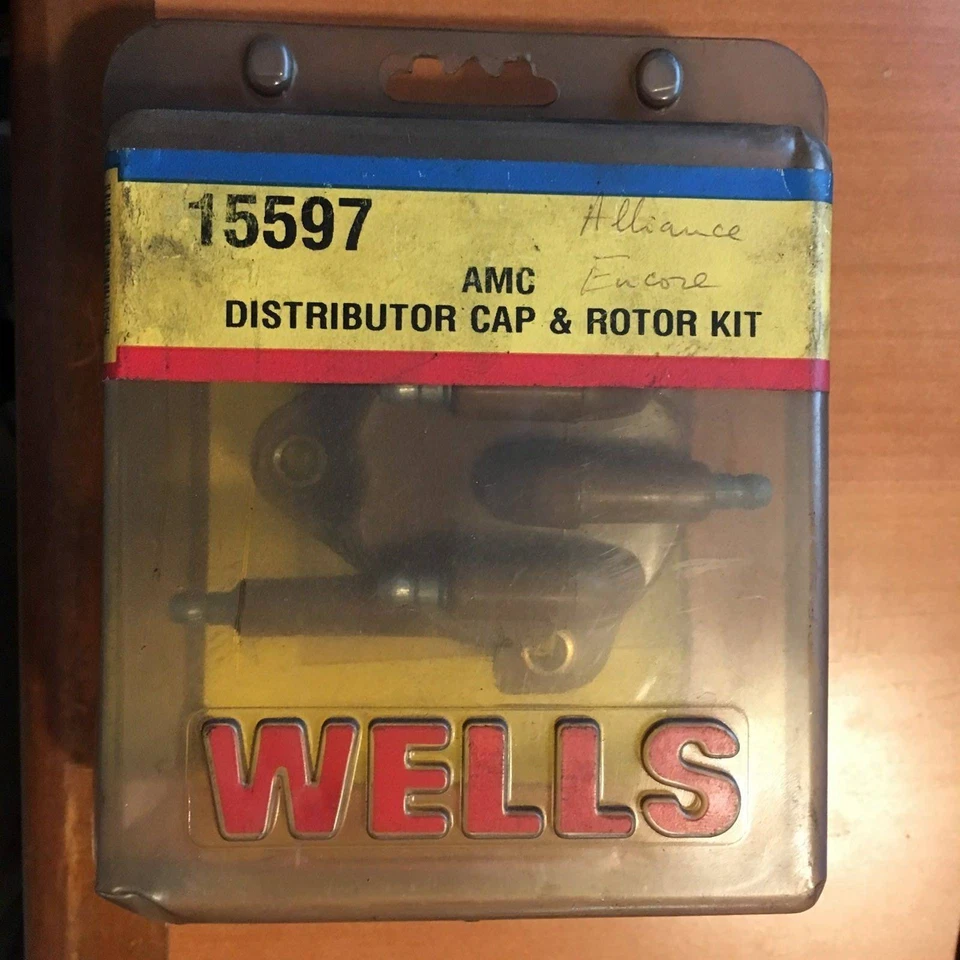 15597
Alliance
AMC
Encore
DISTRIBUTOR CAP & ROTOR KIT
WELLS